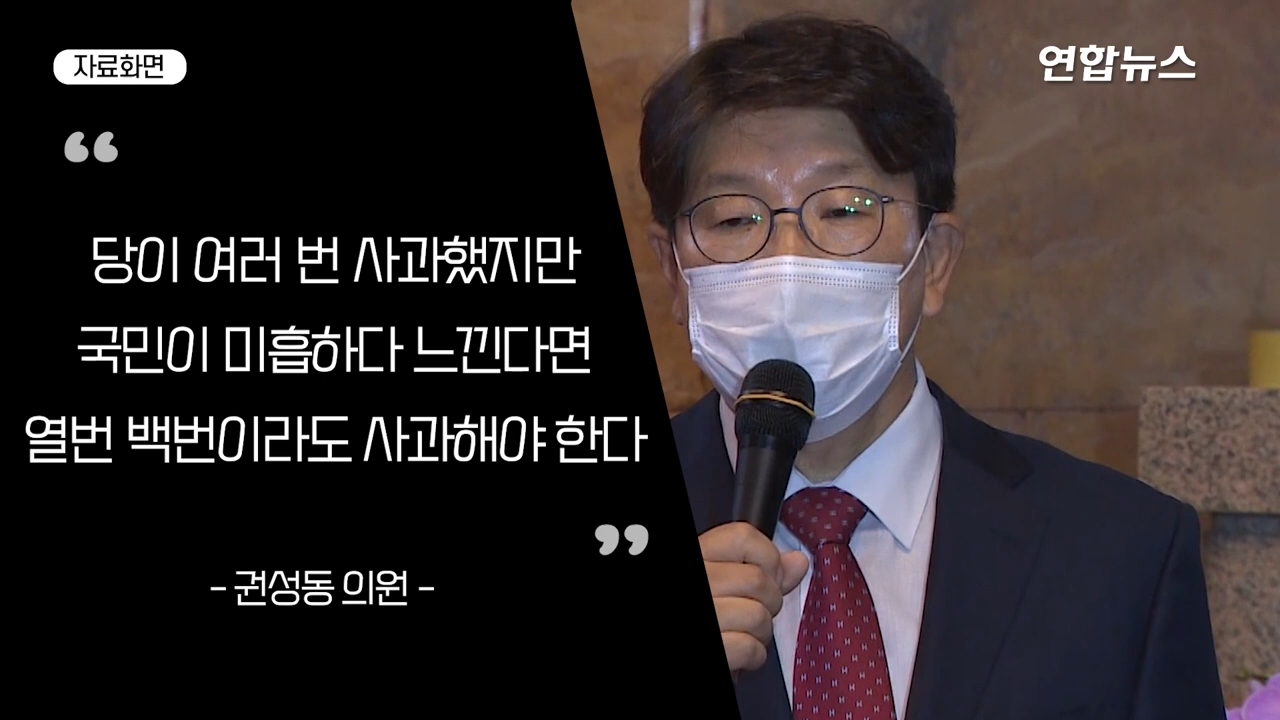 자료화면
연합뉴스
“
당이 여러 번 사과했지만
국민이 미흡하다 느낀다면
열번 백번이라도 사과해야 한다
”
- 권성동 의원 -